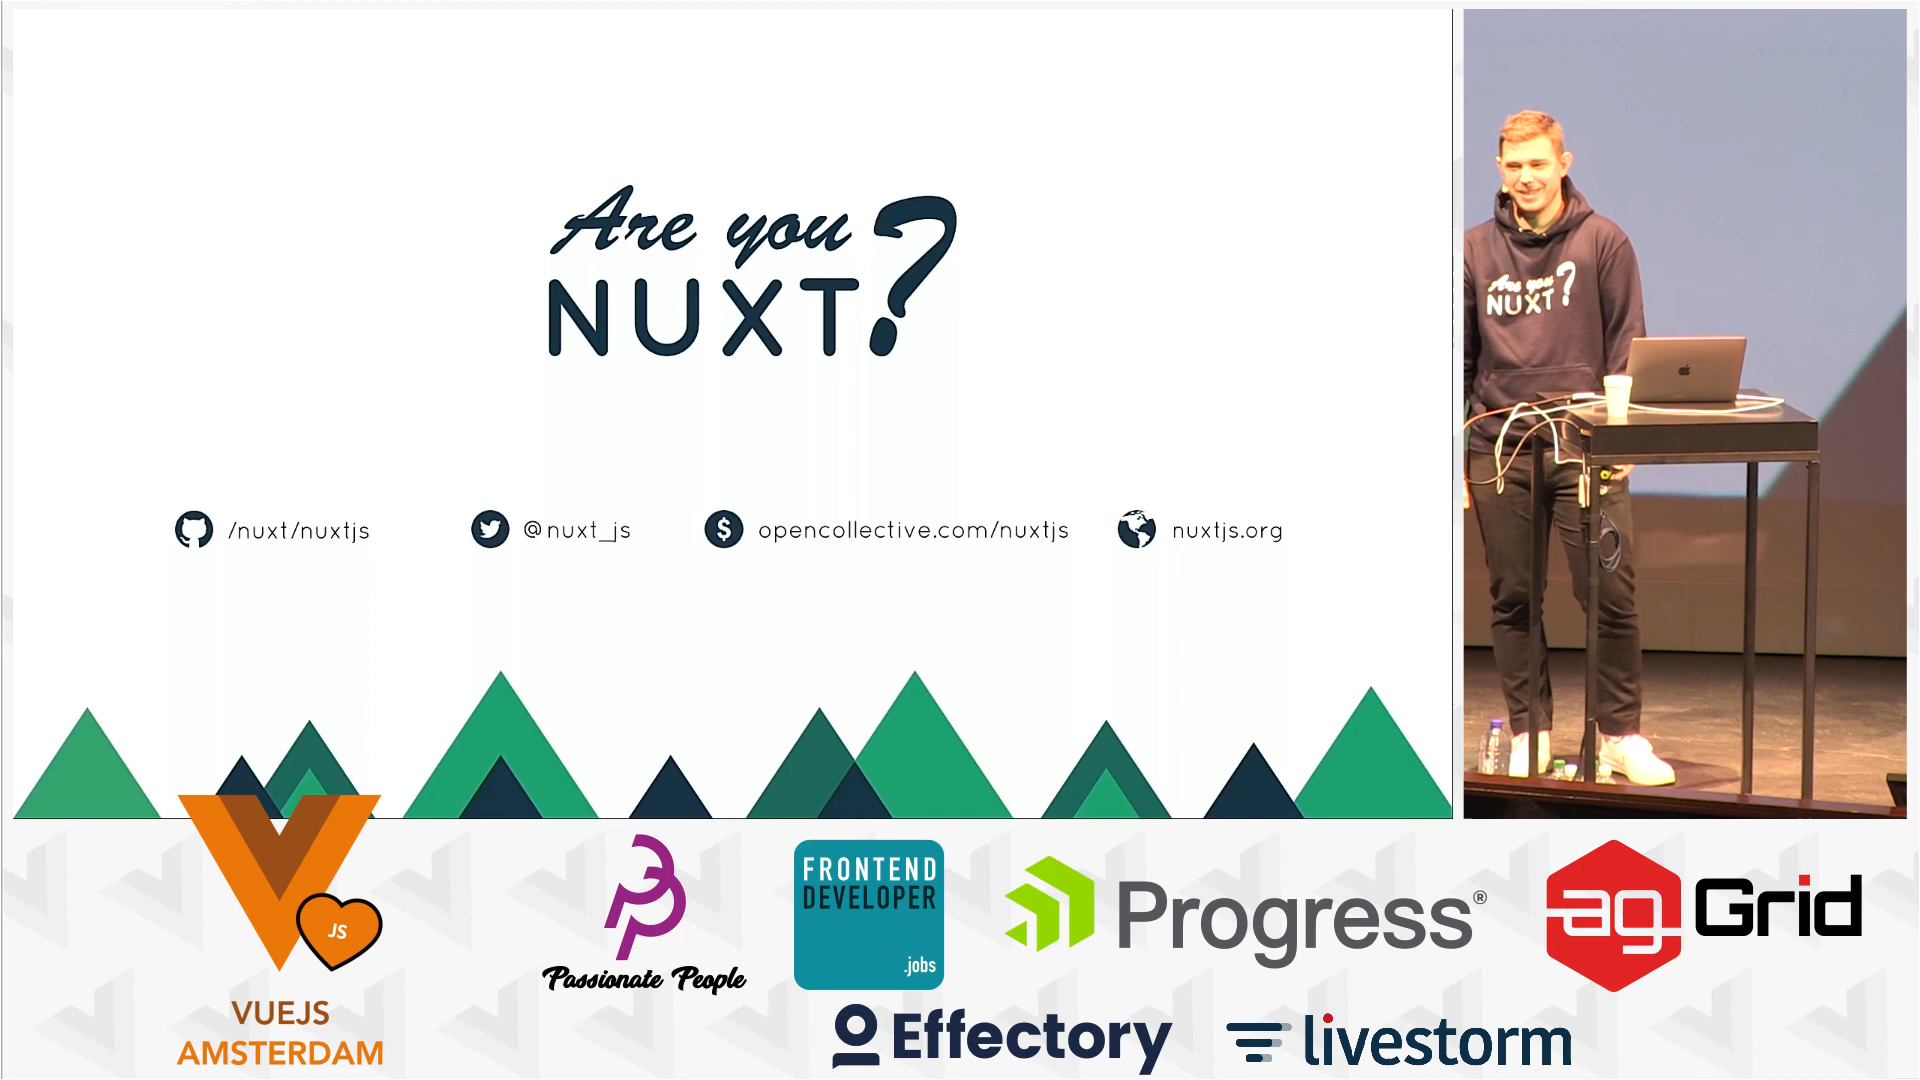 Are you
NUXT?
/nuxt/nuxtjs
@nuxt_js
opencollective.com/nuxtjs
nuxtjs.org
Are you
NUXT?
JS
VUEJS
AMSTERDAM
Passionate People
FRONTEND
DEVELOPER
.jobs
Progress®
ag Grid
Effectory
livestorm